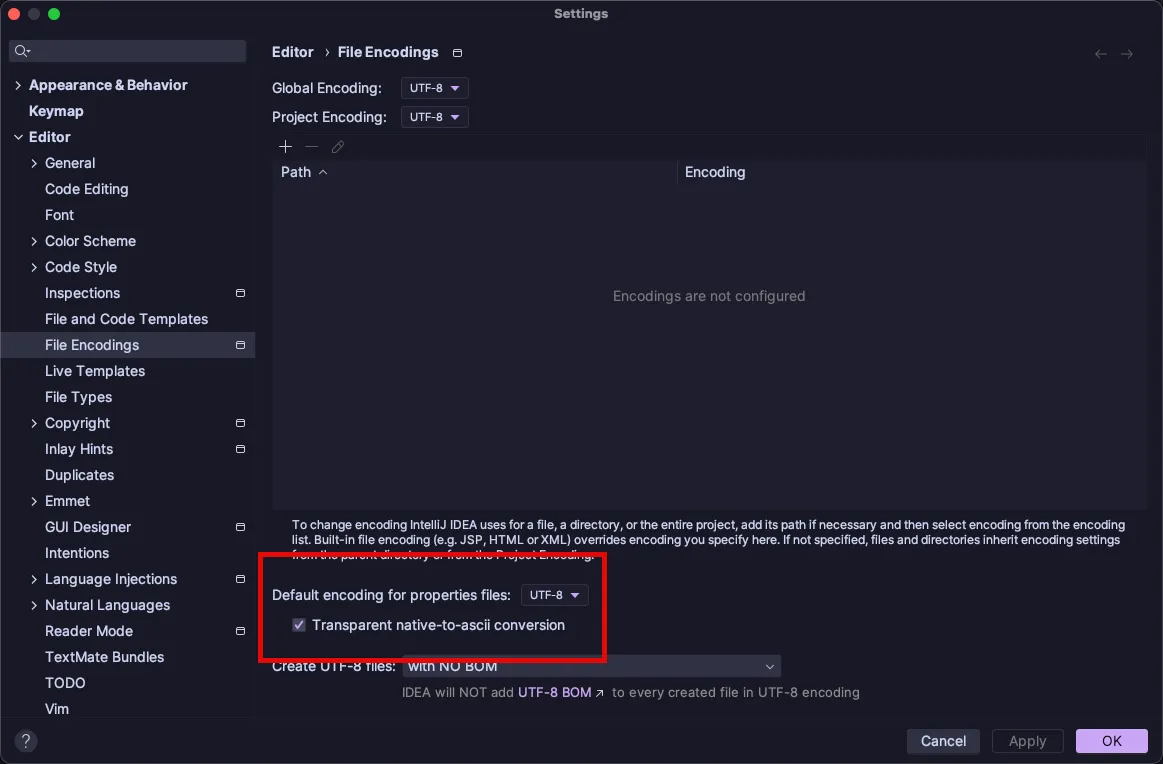 Settings
Appearance & Behavior
Keymap
Editor
General
Code Editing
Font
Color Scheme
Code Style
Inspections
File and Code Templates
File Encodings
Live Templates
File Types
Copyright
Inlay Hints
Duplicates
Emmet
GUI Designer
Intentions
Language Injections
Natural Languages
Reader Mode
TextMate Bundles
TODO
Vim
?
Editor › File Encodings
Global Encoding: UTF-8
Project Encoding: UTF-8
Path Encoding
Encodings are not configured
To change encoding IntelliJ IDEA uses for a file, a directory, or the entire project, add its path if necessary and then select encoding from the encoding
list. Built-in file encoding (e.g. JSP, HTML or XML) overrides encoding you specify here. If not specified, files and directories inherit encoding settings
from the parent directory or from the Project Encoding.
Default encoding for properties files: UTF-8
Transparent native-to-ascii conversion
Create UTF-8 files: with NO BOM
IDEA will NOT add UTF-8 BOM ↗ to every created file in UTF-8 encoding
Cancel Apply OK